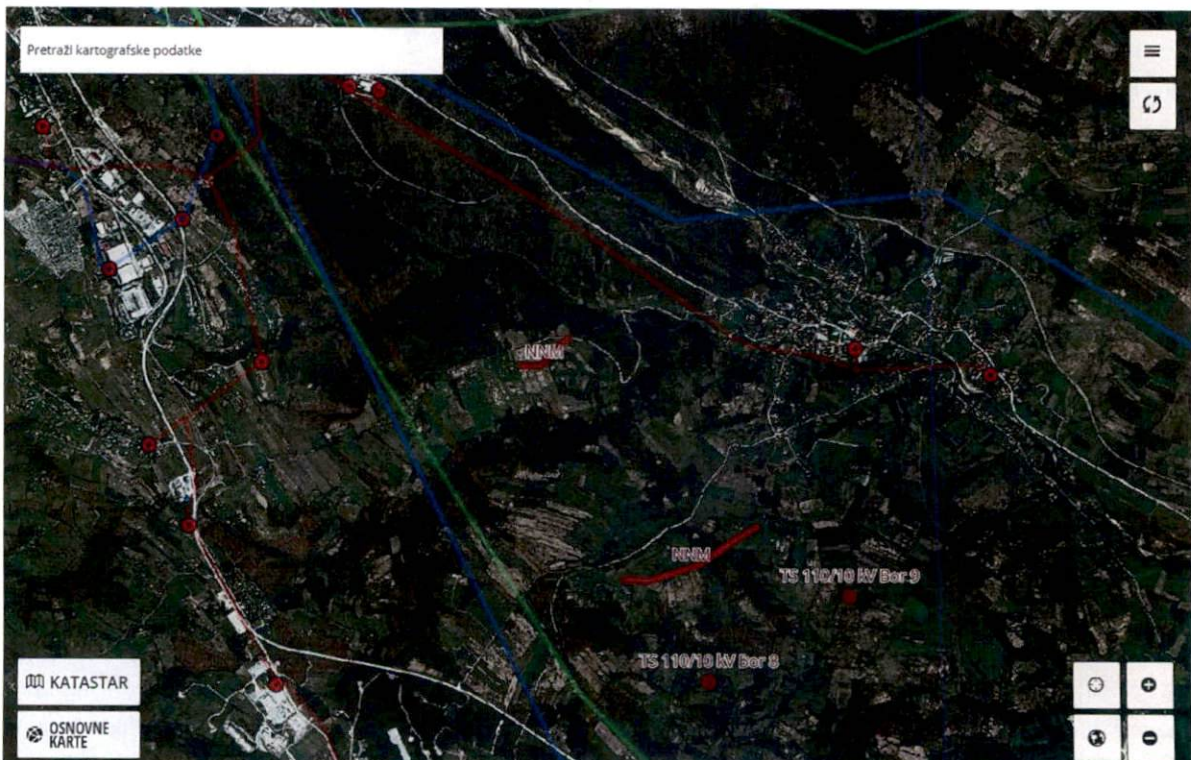 Pretraži kartografske podatke
NNM
NNM
TS 110/10 kV Bor 9
TS 110/10 kV Bor 8
KATASTAR
OSNOVNE
KARTE